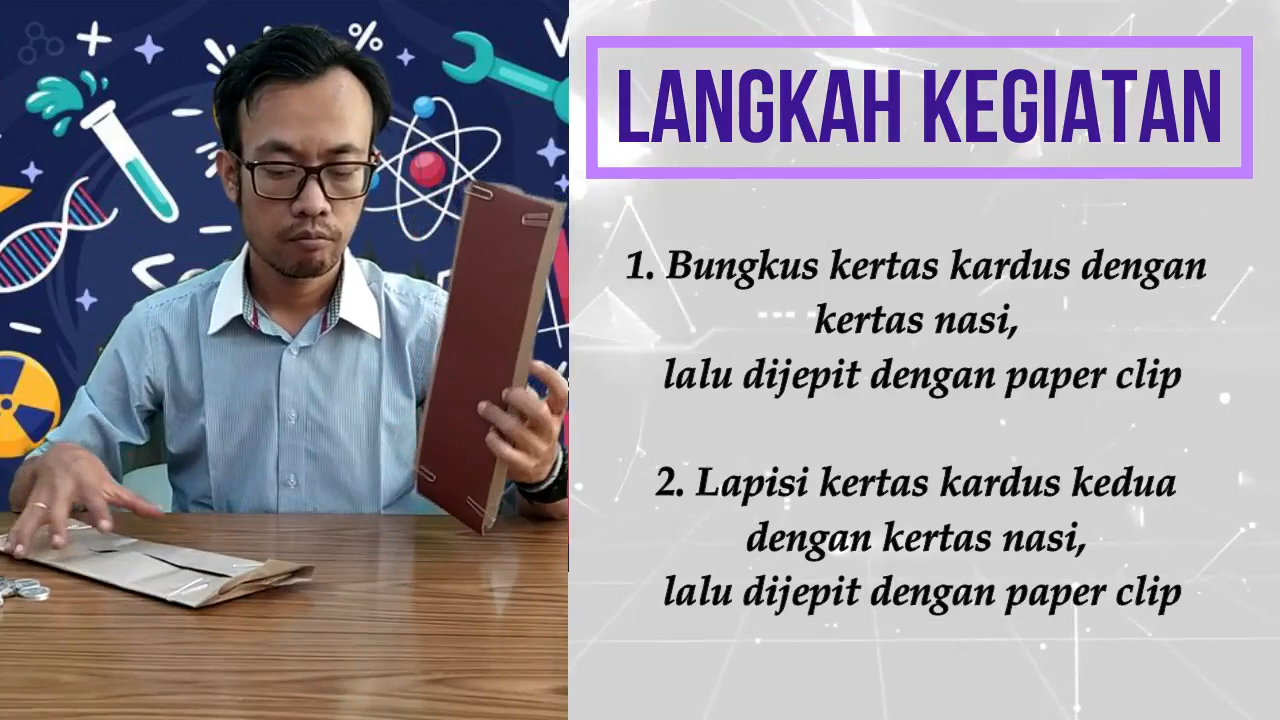 LANGKAH KEGIATAN
1. Bungkus kertas kardus dengan
kertas nasi,
lalu dijepit dengan paper clip
2. Lapisi kertas kardus kedua
dengan kertas nasi,
lalu dijepit dengan paper clip